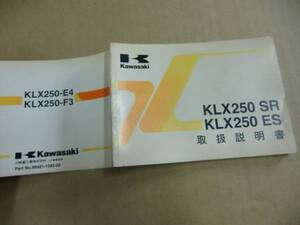 KLX250-E4
KLX250-F3
Kawasaki
Kawasaki
KLX250 SR
KLX250 ES
取扱説明書